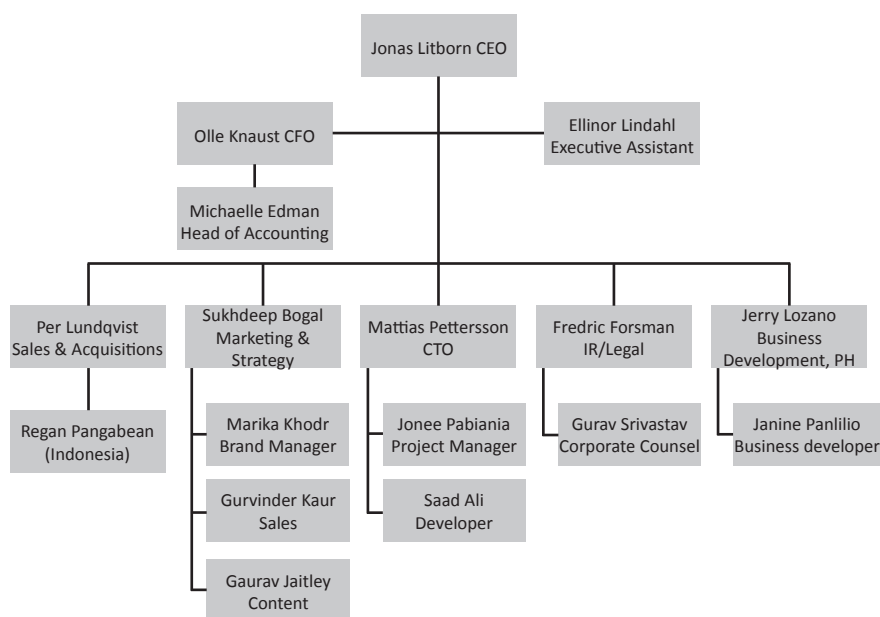 Jonas Litborn CEO
Olle Knaust CFO
Ellinor Lindahl
Executive Assistant
Michaelle Edman
Head of Accounting
Per Lundqvist
Sales & Acquisitions
Sukhdeep Bogal
Marketing &
Strategy
Mattias Pettersson
CTO
Fredric Forsman
IR/Legal
Jerry Lozano
Business
Development, PH
Regan Pangabean
(Indonesia)
Marika Khodr
Brand Manager
Jonee Pabiania
Project Manager
Gurav Srivastav
Corporate Counsel
Janine Panlilio
Business developer
Gurvinder Kaur
Sales
Saad Ali
Developer
Gaurav Jaitley
Content